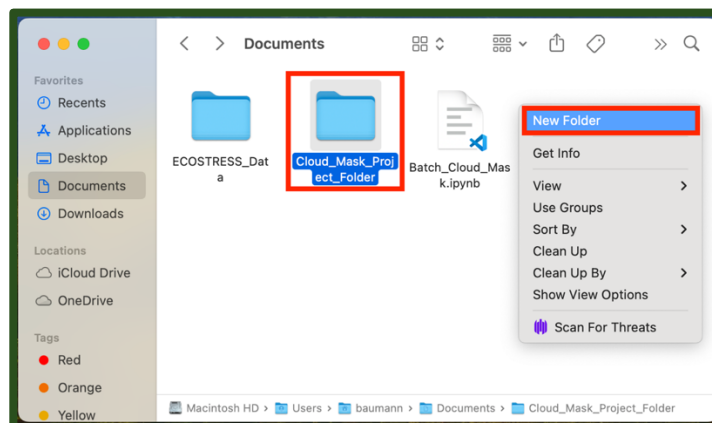 Documents
Favorites
Recents
Applications
Desktop
Documents
Downloads
Locations
iCloud Drive
OneDrive
Tags
Red
Orange
Yellow
ECOSTRESS_Dat
a
Cloud_Mask_Proj
ect_Folder
Batch_Cloud_Mas
k.ipynb
New Folder
Get Info
View
Use Groups
Sort By
Clean Up
Clean Up By
Show View Options
Scan For Threats
Macintosh HD > Users > baumann > Documents > Cloud_Mask_Project_Folder